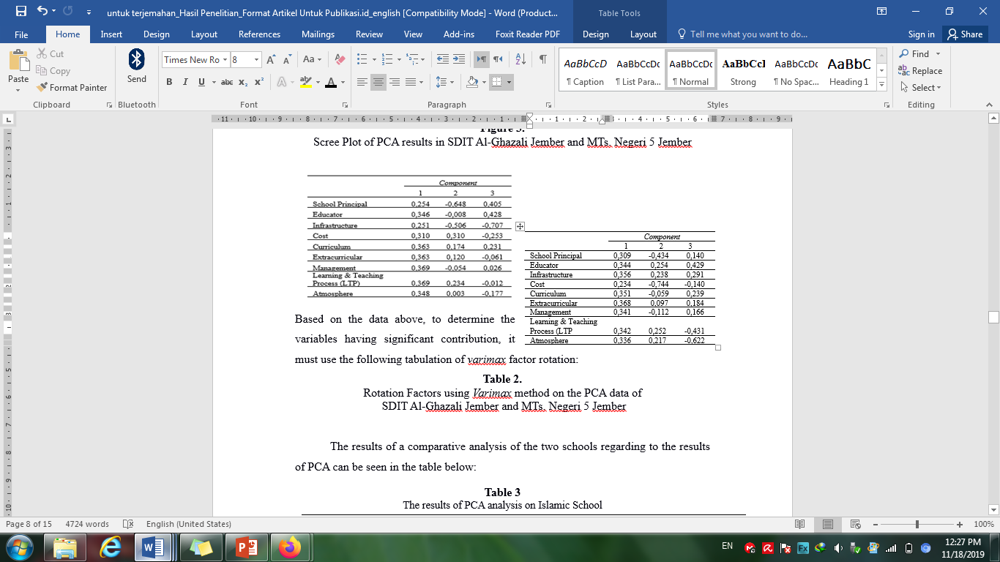 untuk terjemahan_Hasil Penelitian_Format Artikel Untuk Publikasi.id_english [Compatibility Mode] - Word (Product...
Table Tools
File Home Insert Design Layout References Mailings Review View Add-ins Foxit Reader PDF Design Layout Tell me what you want to do... Sign in Share
Paste
Cut
Copy
Format Painter
Clipboard
Send
Bluetooth
Times New Ro 8
Font
Paragraph
AaBbCcD AaBbCcDc AaBbCcDc AaBbCcI AaBbCcDc AaBbC
¶ Caption ¶ List Para... ¶ Normal Strong ¶ No Spac... Heading 1
Styles
Find
Replace
Select
Editing
Scree Plot of PCA results in SDIT Al-Ghazali Jember and MTs. Negeri 5 Jember
Component
1 2 3
School Principal 0,254 -0,648 0,405
Educator 0,346 -0,008 0,428
Infrastructure 0,251 -0,506 -0,707
Cost 0,310 0,310 -0,253
Curriculum 0,363 0,174 0,231
Extracurricular 0,363 0,120 -0,061
Management 0,369 -0,054 0,026
Learning & Teaching
Process (LTP) 0,369 0,234 -0,012
Atmosphere 0,348 0,003 -0,177
Component
1 2 3
School Principal 0,309 -0,434 0,140
Educator 0,344 0,254 0,429
Infrastructure 0,356 0,238 0,291
Cost 0,234 -0,744 -0,140
Curriculum 0,351 -0,059 0,239
Extracurricular 0,368 0,097 0,184
Management 0,341 -0,112 0,166
Learning & Teaching
Process (LTP 0,342 0,252 -0,431
Atmosphere 0,336 0,217 -0,622
Based on the data above, to determine the
variables having significant contribution, it
must use the following tabulation of varimax factor rotation:
Table 2.
Rotation Factors using Varimax method on the PCA data of
SDIT Al-Ghazali Jember and MTs. Negeri 5 Jember
The results of a comparative analysis of the two schools regarding to the results
of PCA can be seen in the table below:
Table 3
The results of PCA analysis on Islamic School
Page 8 of 15 4724 words English (United States) 100%
EN
12:27 PM
11/18/2019